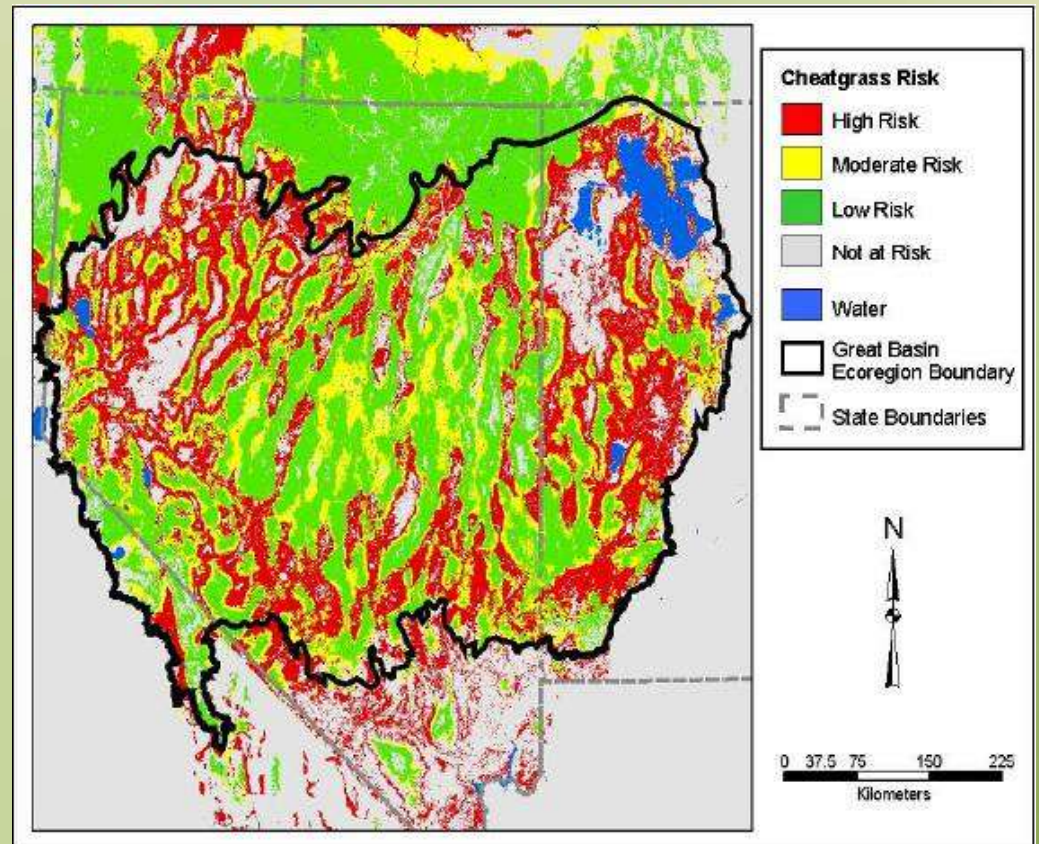 Cheatgrass Risk
High Risk
Moderate Risk
Low Risk
Not at Risk
Water
Great Basin
Ecoregion Boundary
State Boundaries
N
0 37.5 75 150 225
Kilometers